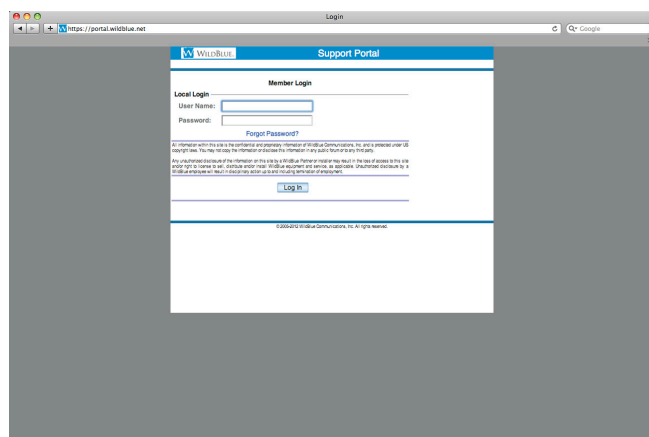 Login
+ W https://portal.wildblue.net
Q Google
W WILDBLUE. Support Portal
Member Login
Local Login
User Name:
Password:
Forgot Password?
All information within this site is the confidential and proprietary information of WildBlue Communications, Inc. and is protected under US
copyright laws. You may not copy the information or disclose this information in any public forum or to any third party.
Any unauthorized disclosure of the information on this site by a WildBlue Partner or Installer may result in the loss of access to this site
and/or right to license to sell, distribute and/or install WildBlue equipment and service, as applicable. Unauthorized disclosure by a
WildBlue employee will result in disciplinary action up to and including termination of employment.
Log In
© 2005-2012 WildBlue Communications, Inc. All rights reserved.